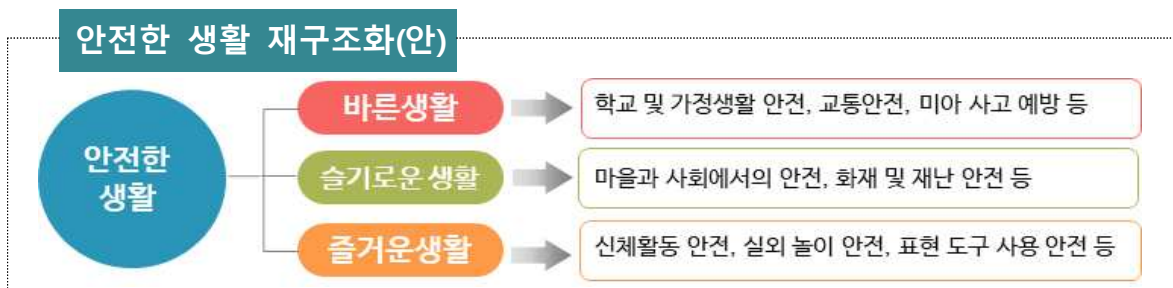 안전한 생활 재구조화(안)
안전한
생활
바른생활
학교 및 가정생활 안전, 교통안전, 미아 사고 예방 등
슬기로운 생활
마을과 사회에서의 안전, 화재 및 재난 안전 등
즐거운생활
신체활동 안전, 실외 놀이 안전, 표현 도구 사용 안전 등